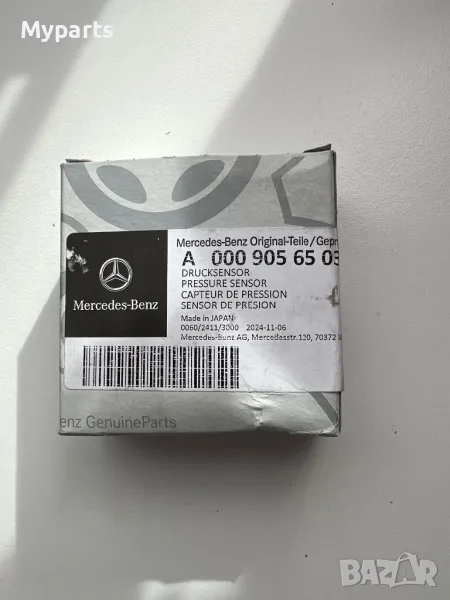 Myparts
Mercedes-Benz Original-Teile/Gepr
A 000 905 65 03
DRUCKSENSOR
PRESSURE SENSOR
CAPTEUR DE PRESSION
SENSOR DE PRESION
Made in JAPAN
0060/2411/3000 2024-11-06
Mercedes-Benz AG, Mercedesstr.120, 70372
Mercedes-Benz
enz GenuineParts
BAZAR